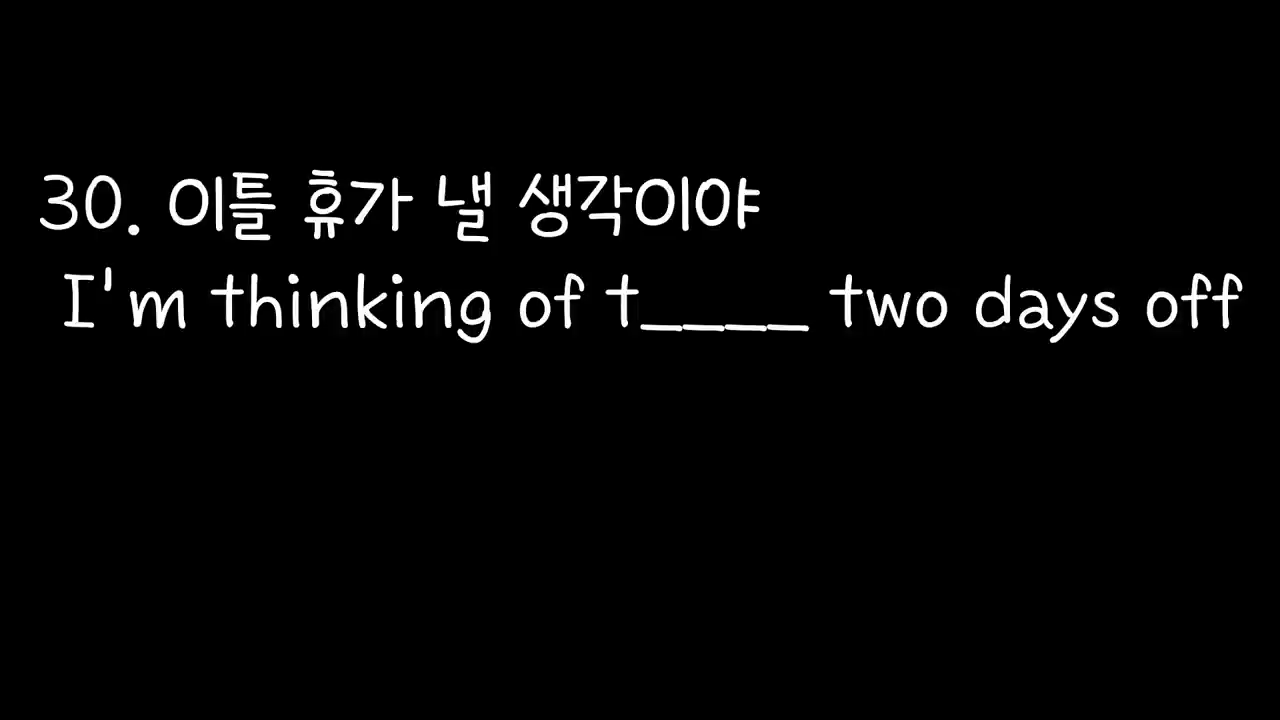 30. 이틀 휴가 낼 생각이야
I'm thinking of t____ two days off